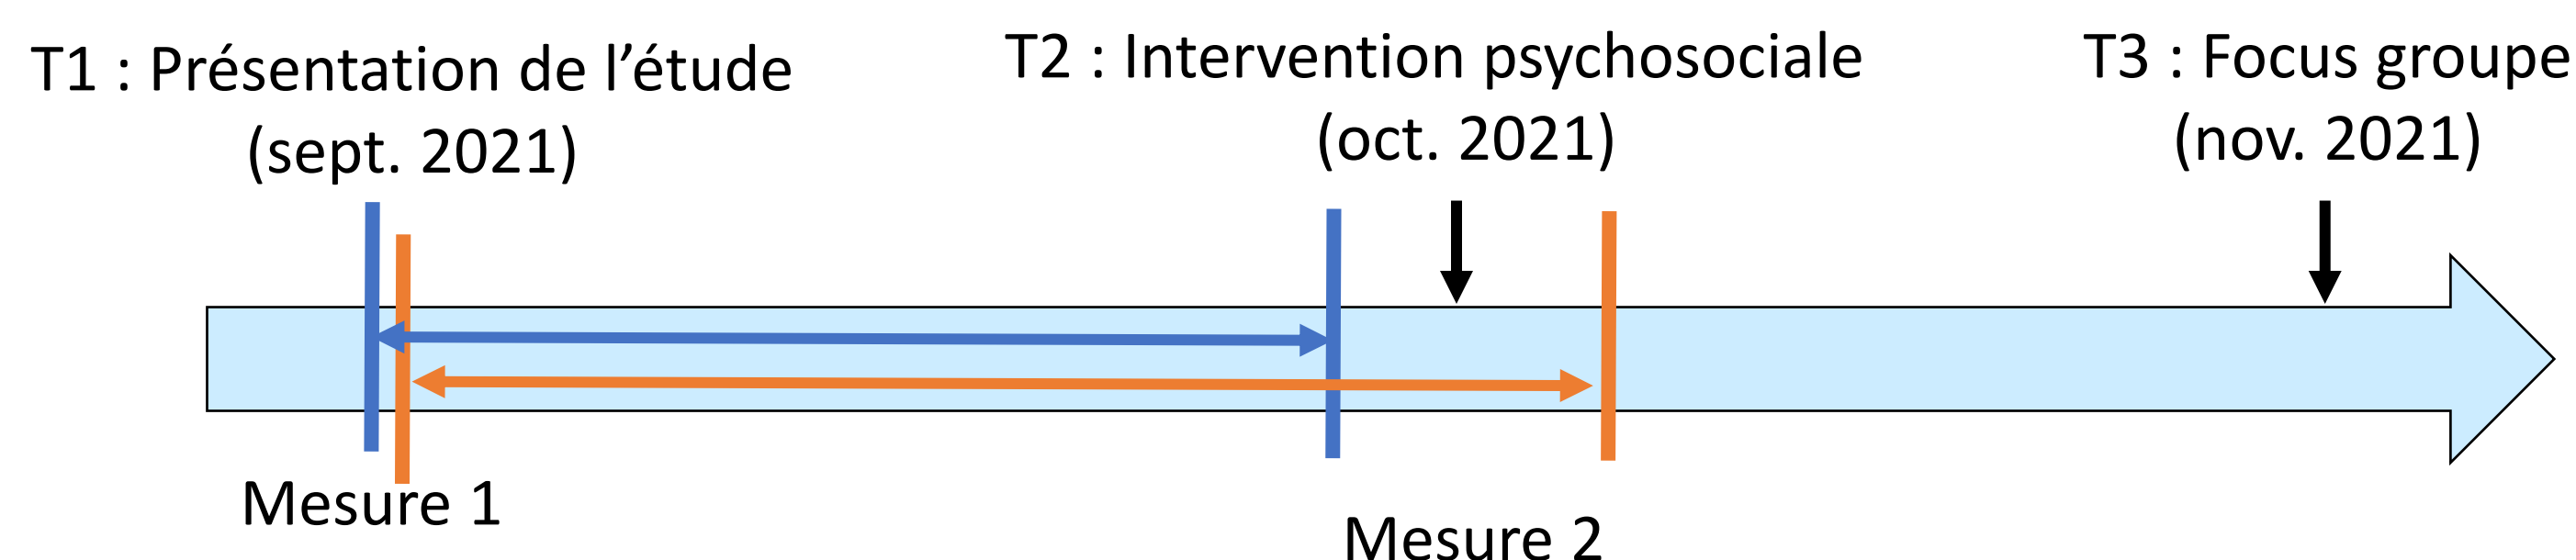 T1 : Présentation de l’étude
(sept. 2021)
T2 : Intervention psychosociale
(oct. 2021)
T3 : Focus groupe
(nov. 2021)
Mesure 1
Mesure 2